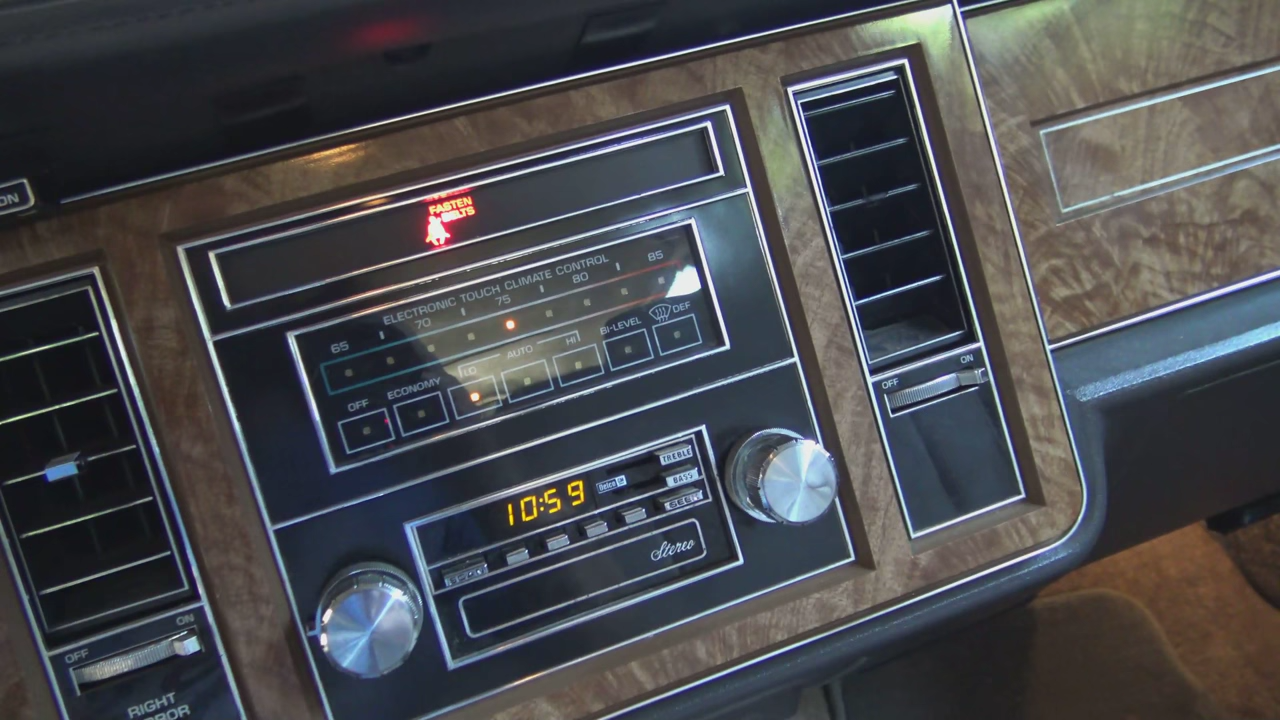 ON
FASTEN
BELTS
ELECTRONIC TOUCH CLIMATE CONTROL
65 70 75 80 85
OFF ECONOMY LO AUTO HI BI-LEVEL DEF
OFF ON
TREBLE
BASS
10:59
Delco
Stereo
OFF ON
RIGHT